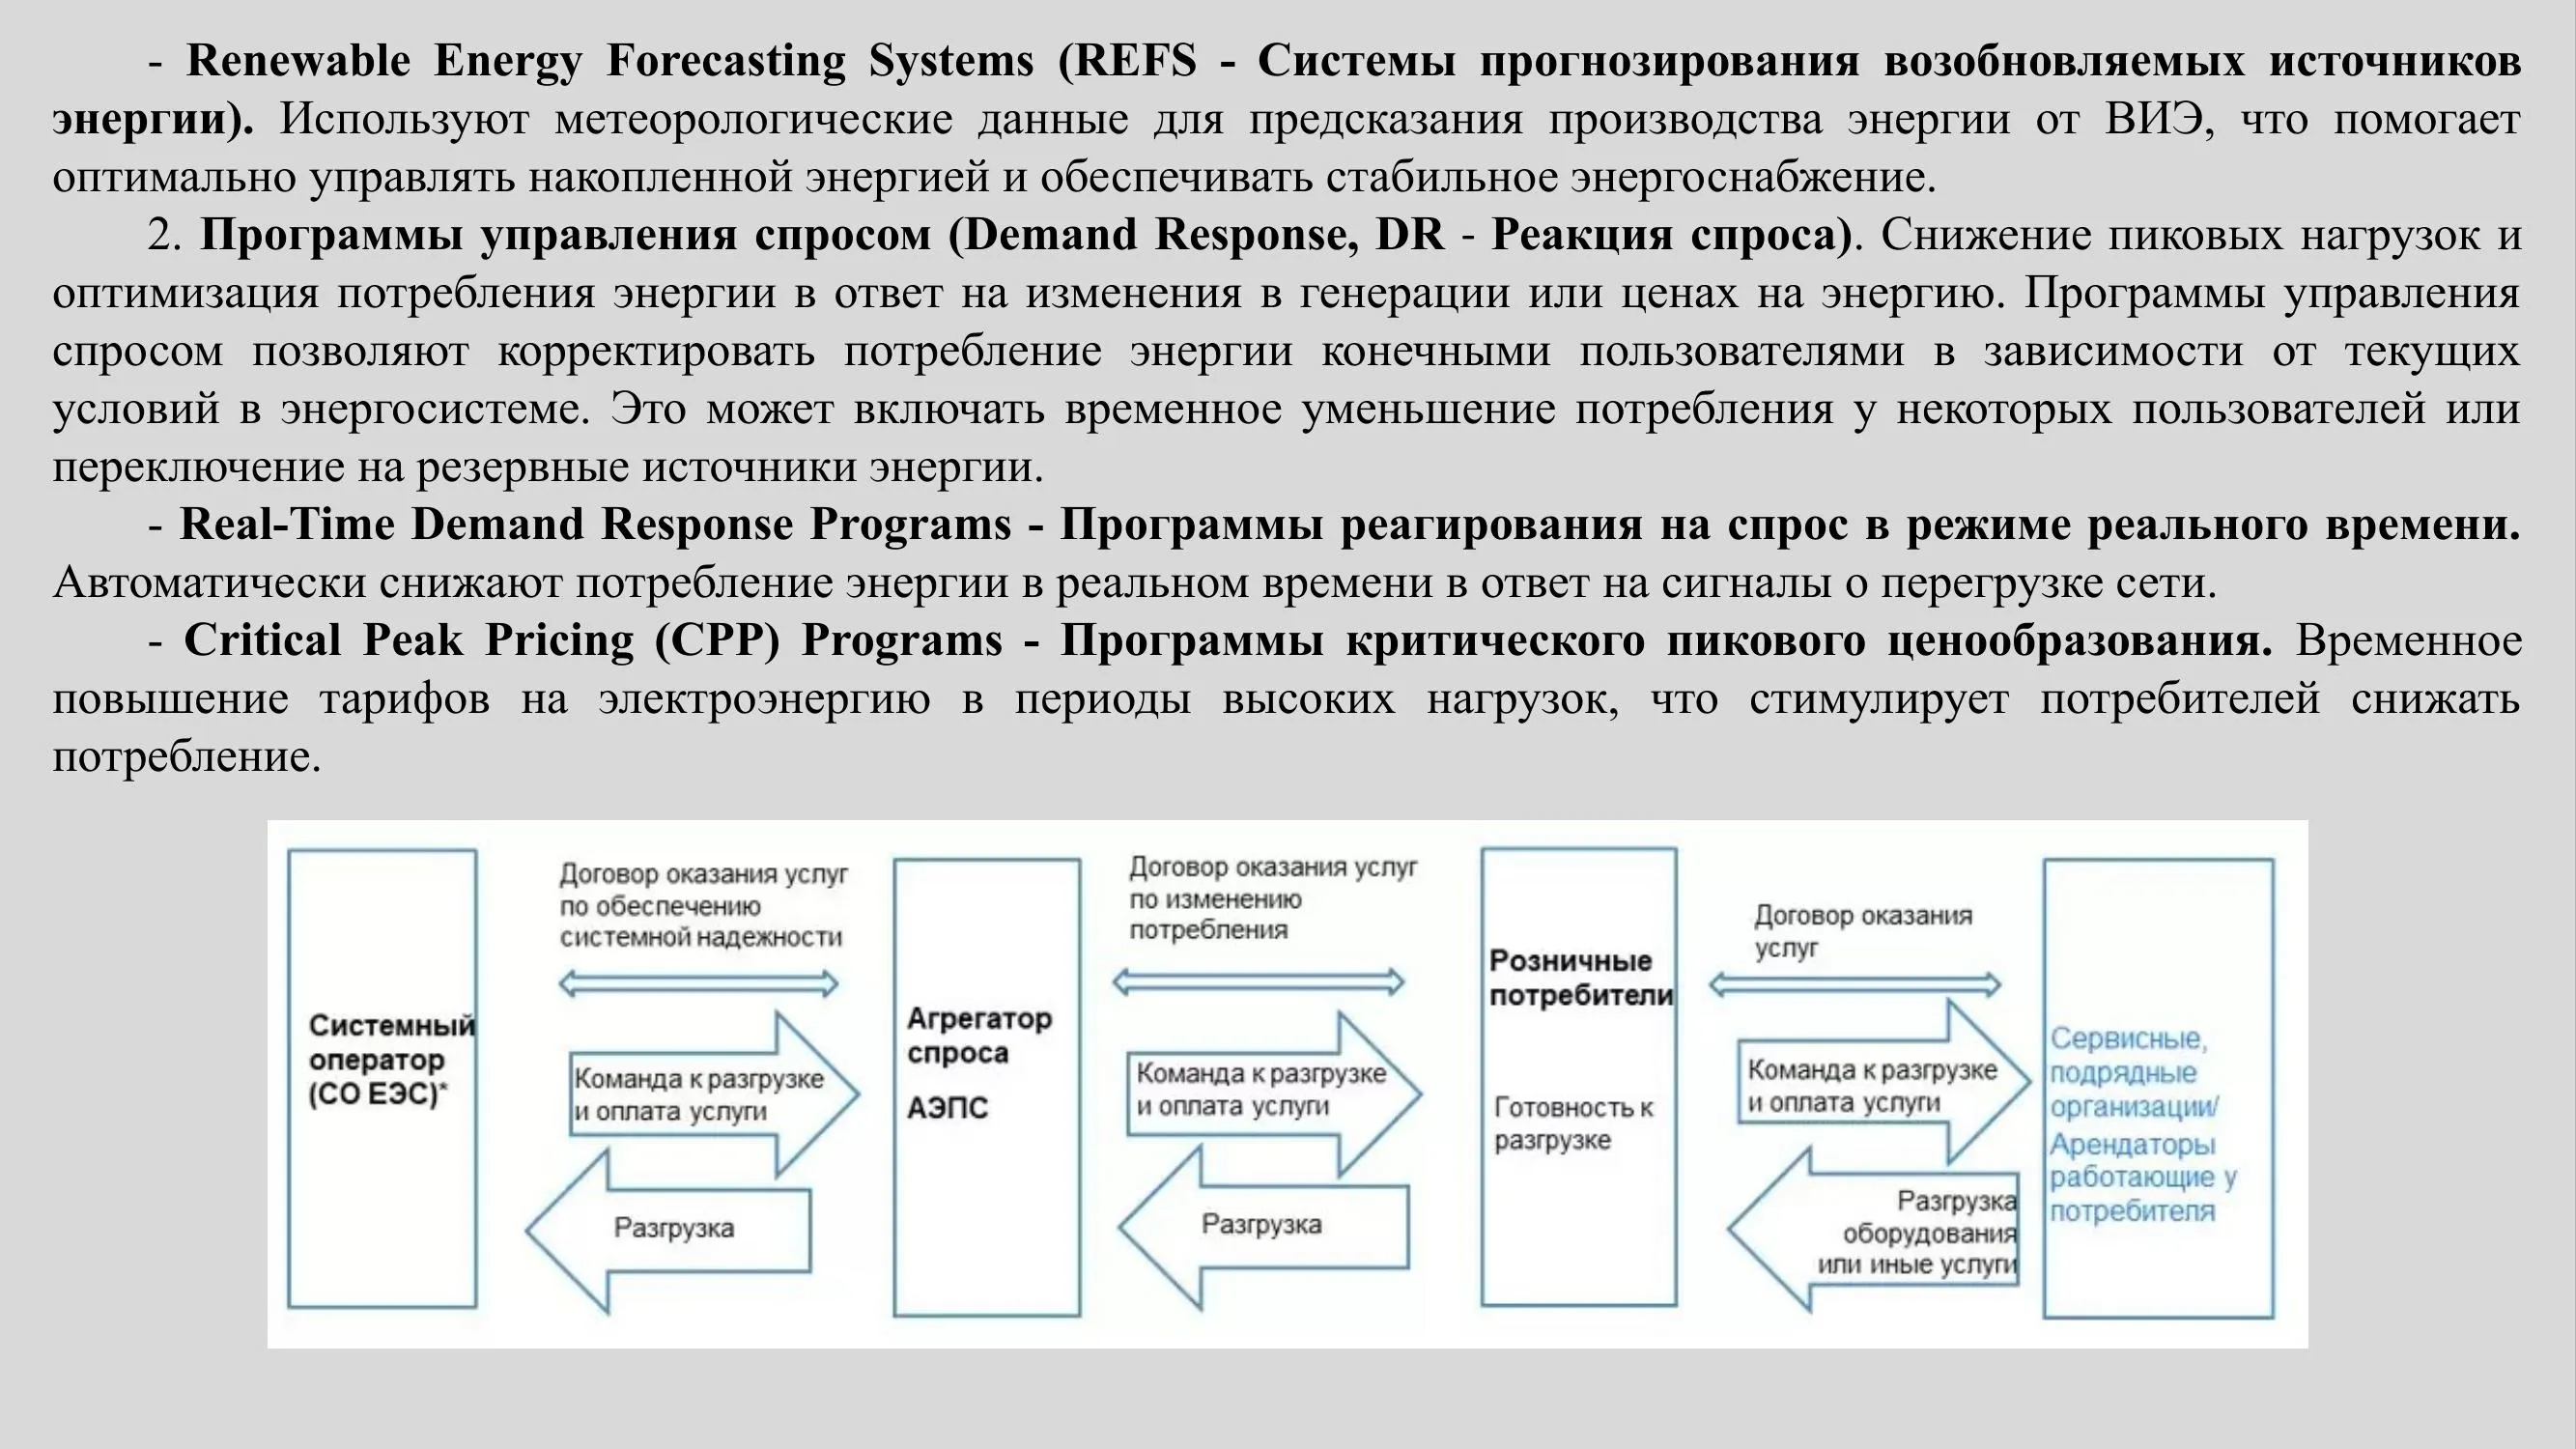 - Renewable Energy Forecasting Systems (REFS - Системы прогнозирования возобновляемых источников
энергии). Используют метеорологические данные для предсказания производства энергии от ВИЭ, что помогает
оптимально управлять накопленной энергией и обеспечивать стабильное энергоснабжение.
2. Программы управления спросом (Demand Response, DR - Реакция спроса). Снижение пиковых нагрузок и
оптимизация потребления энергии в ответ на изменения в генерации или ценах на энергию. Программы управления
спросом позволяют корректировать потребление энергии конечными пользователями в зависимости от текущих
условий в энергосистеме. Это может включать временное уменьшение потребления у некоторых пользователей или
переключение на резервные источники энергии.
- Real-Time Demand Response Programs - Программы реагирования на спрос в режиме реального времени.
Автоматически снижают потребление энергии в реальном времени в ответ на сигналы о перегрузке сети.
- Critical Peak Pricing (CPP) Programs - Программы критического пикового ценообразования. Временное
повышение тарифов на электроэнергию в периоды высоких нагрузок, что стимулирует потребителей снижать
потребление.
Системный
оператор
(СО ЕЭС)*
Договор оказания услуг
по обеспечению
системной надежности
Команда к разгрузке
и оплата услуги
Разгрузка
Агрегатор
спроса
АЭПС
Договор оказания услуг
по изменению
потребления
Команда к разгрузке
и оплата услуги
Разгрузка
Розничные
потребители
Готовность к
разгрузке
Договор оказания
услуг
Команда к разгрузке
и оплата услуги
Разгрузка
оборудования
или иные услуги
Сервисные,
подрядные
организации/
Арендаторы
работающие у
потребителя